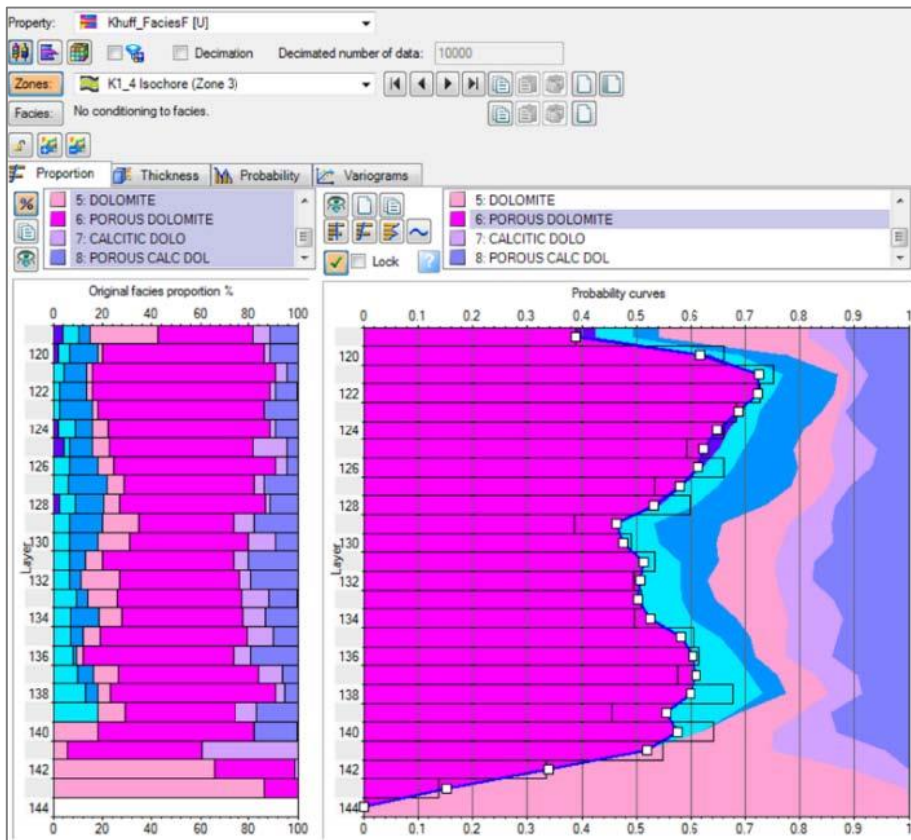 Property: Khuff_FaciesF [U]
Decimation Decimated number of data: 10000
Zones: K1_4 Isochore (Zone 3)
Facies: No conditioning to facies.
Proportion Thickness Probability Variograms
%
5: DOLOMITE
6: POROUS DOLOMITE
7: CALCITIC DOLO
8: POROUS CALC DOL
Lock ?
5: DOLOMITE
6: POROUS DOLOMITE
7: CALCITIC DOLO
8: POROUS CALC DOL
Original facies proportion %
0 20 40 60 80 100
120
122
124
126
128
130
Layer
132
134
136
138
140
142
144
0 20 40 60 80 100
Probability curves
0 0.1 0.2 0.3 0.4 0.5 0.6 0.7 0.8 0.9 1
120
122
124
126
128
130
Layer
132
134
136
138
140
142
144
0 0.1 0.2 0.3 0.4 0.5 0.6 0.7 0.8 0.9 1